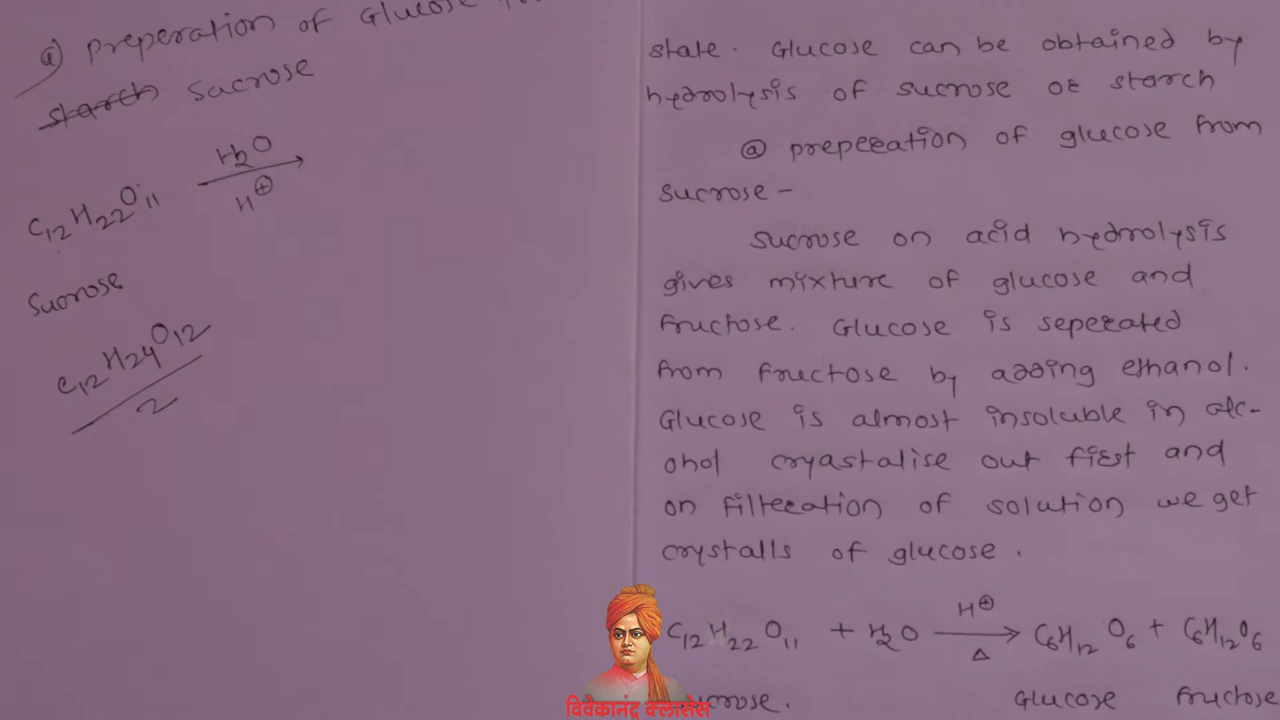 a) preperation of Glucose
starch Sucrose
C12H22O11 H2O H⊕ →
Sucrose
C12H24O12
2
state. Glucose can be obtained by
hydrolysis of sucrose or starch
ⓐ preperation of glucose from
sucrose -
Sucrose on acid hydrolysis
gives mixture of glucose and
fructose. Glucose is seperated
from fructose by adding ethanol.
Glucose is almost insoluble in alc-
ohol cryastalise out first and
on filteration of solution we get
crystalls of glucose.
C12H22O11 + H2O H⊕ → Δ C6H12O6 + C6H12O6
Glucose fructose
विवेकानंद क्लासेस